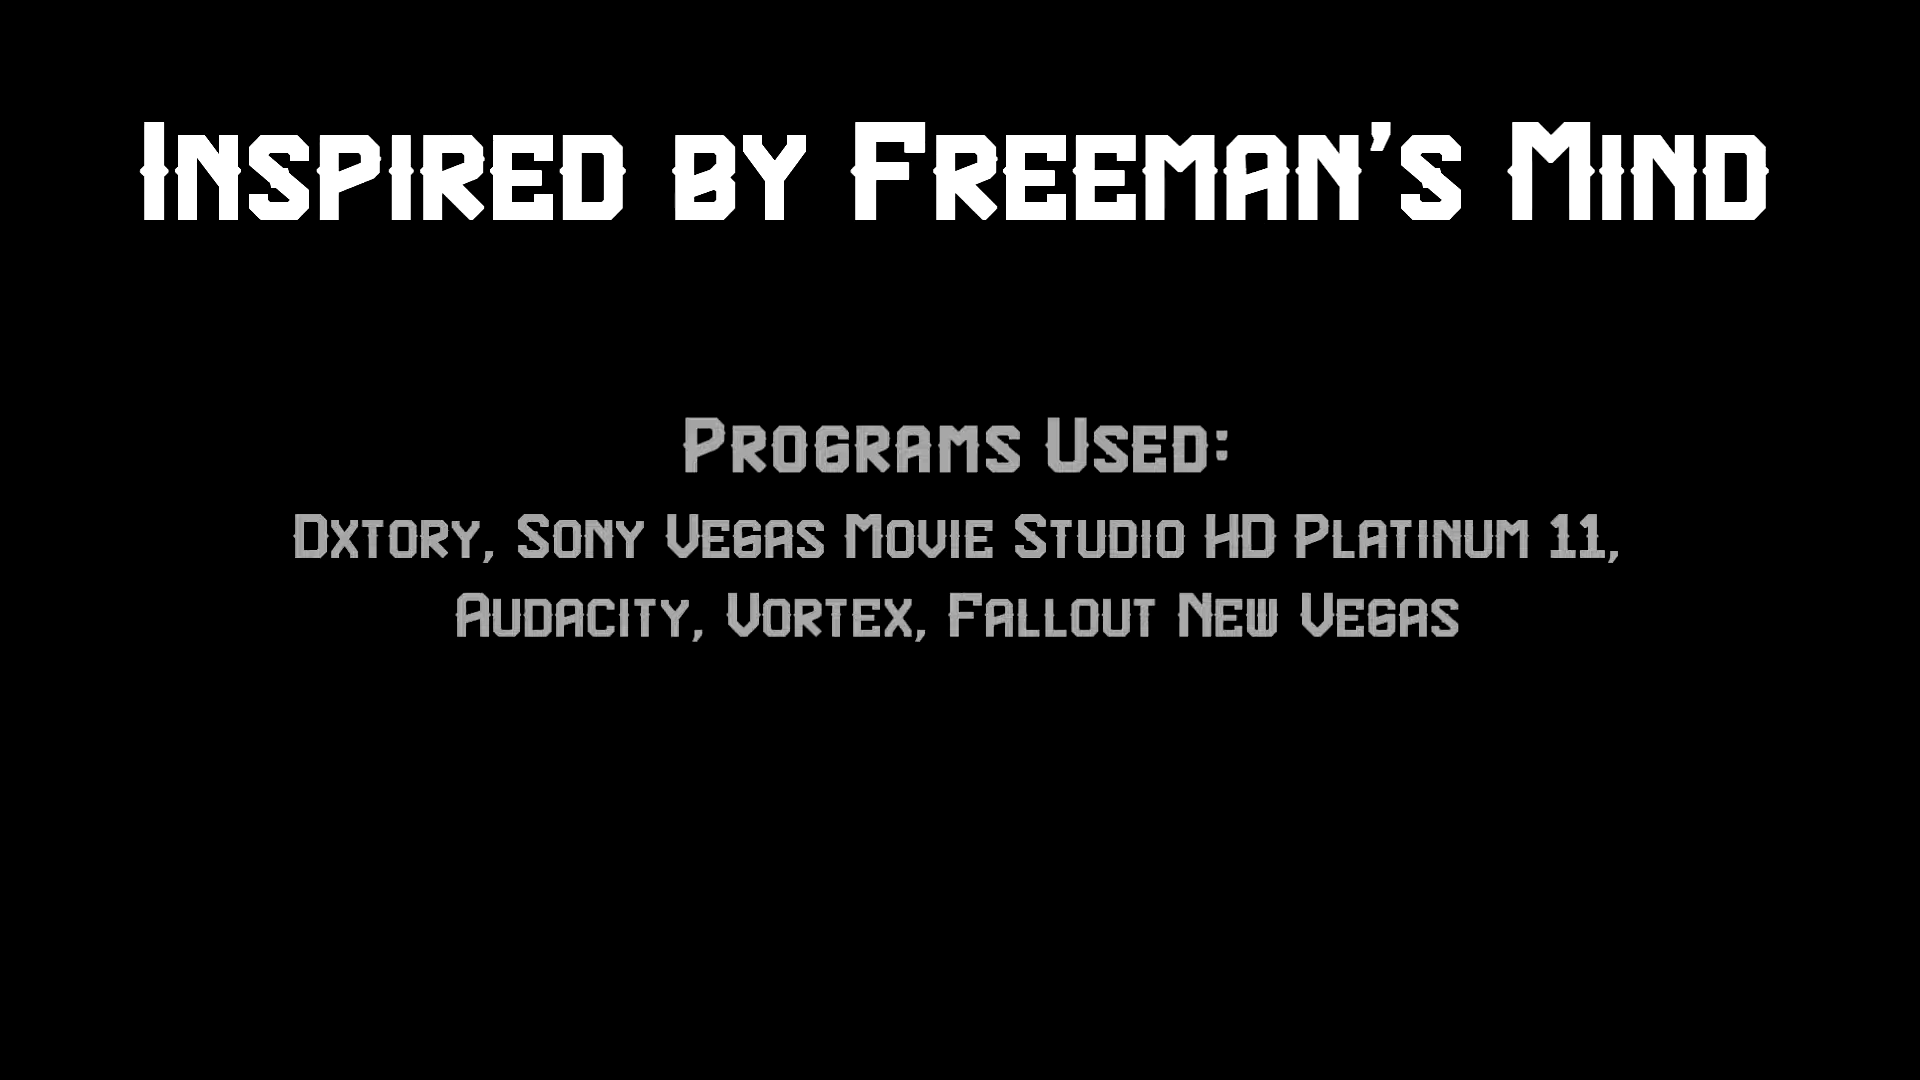 Inspired by Freeman's Mind
Programs Used:
Dxtory, Sony Vegas Movie Studio HD Platinum 11,
Audacity, Vortex, Fallout New Vegas